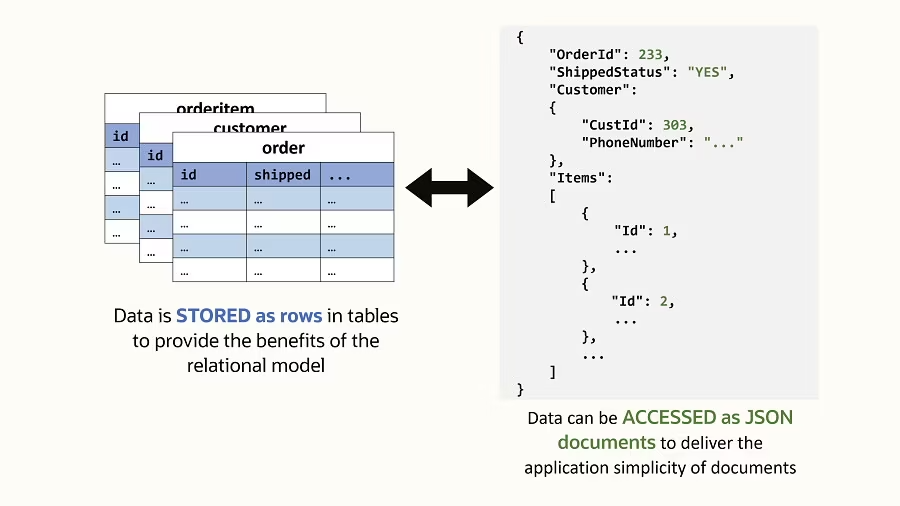 orderitem
customer
order
id
id
id shipped ...
...
...
... ... ...
...
...
... ... ...
...
...
... ... ...
...
...
... ... ...
Data is STORED as rows in tables
to provide the benefits of the
relational model
{
"OrderId": 233,
"ShippedStatus": "YES",
"Customer":
{
"CustId": 303,
"PhoneNumber": "..."
},
"Items":
[
{
"Id": 1,
...
},
{
"Id": 2,
...
},
...
]
}
Data can be ACCESSED as JSON
documents to deliver the
application simplicity of documents